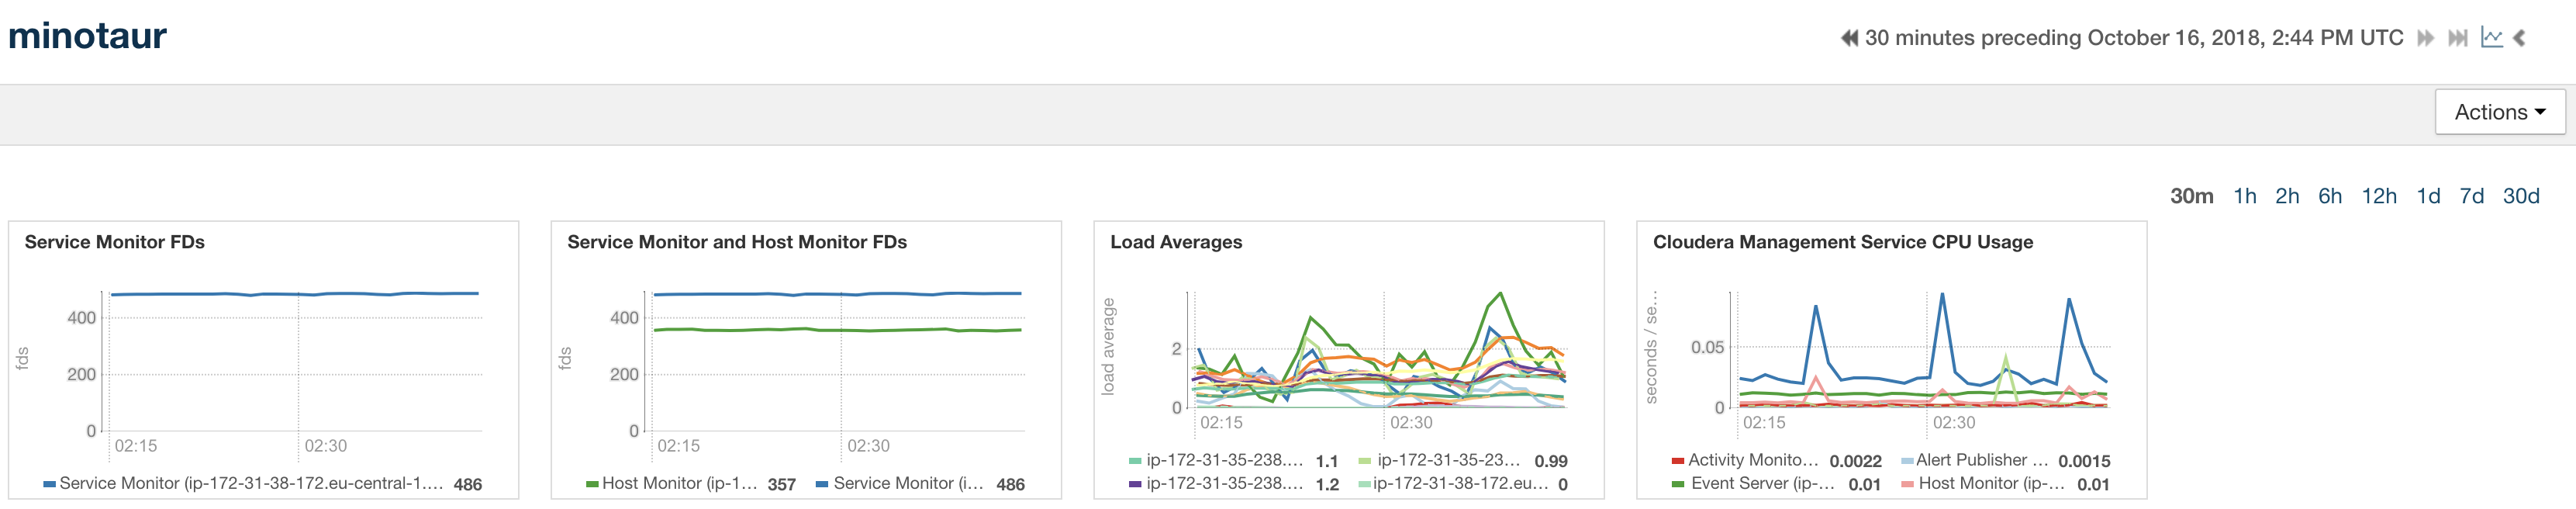 minotaur
30 minutes preceding October 16, 2018, 2:44 PM UTC
Actions
30m 1h 2h 6h 12h 1d 7d 30d
Service Monitor FDs
fds
400
200
0
02:15 02:30
Service Monitor (ip-172-31-38-172.eu-central-1.... 486
Service Monitor and Host Monitor FDs
fds
400
200
0
02:15 02:30
Host Monitor (ip-1... 357 Service Monitor (i... 486
Load Averages
load average
2
0
02:15 02:30
ip-172-31-35-238.... 1.1 ip-172-31-35-23... 0.99
ip-172-31-35-238.... 1.2 ip-172-31-38-172.eu... 0
Cloudera Management Service CPU Usage
seconds / se...
0.05
0
02:15 02:30
Activity Monito... 0.0022 Alert Publisher ... 0.0015
Event Server (ip-... 0.01 Host Monitor (ip-... 0.01